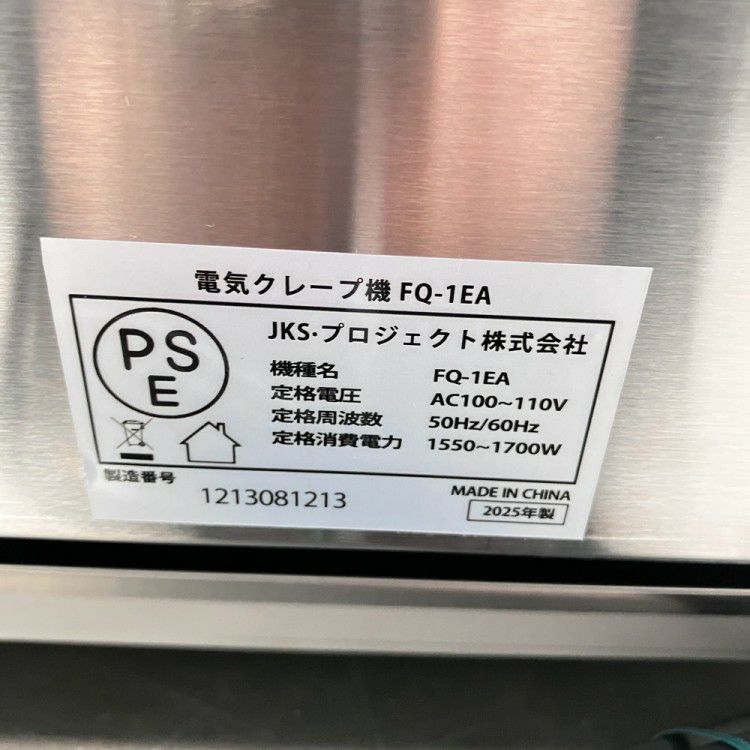 電気クレープ機 FQ-1EA
PS
E
JKS・プロジェクト株式会社
機種名 FQ-1EA
定格電圧 AC100~110V
定格周波数 50Hz/60Hz
定格消費電力 1550~1700W
製造番号
1213081213
MADE IN CHINA
2025年製